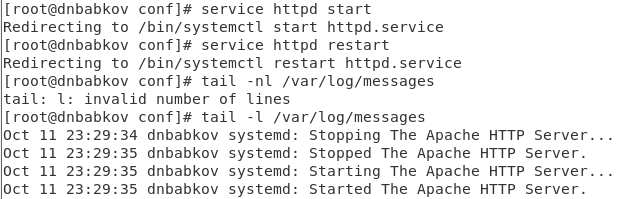 [root@dnbabkov conf]# service httpd start
Redirecting to /bin/systemctl start httpd.service
[root@dnbabkov conf]# service httpd restart
Redirecting to /bin/systemctl restart httpd.service
[root@dnbabkov conf]# tail -nl /var/log/messages
tail: l: invalid number of lines
[root@dnbabkov conf]# tail -l /var/log/messages
Oct 11 23:29:34 dnbabkov systemd: Stopping The Apache HTTP Server...
Oct 11 23:29:35 dnbabkov systemd: Stopped The Apache HTTP Server.
Oct 11 23:29:35 dnbabkov systemd: Starting The Apache HTTP Server...
Oct 11 23:29:35 dnbabkov systemd: Started The Apache HTTP Server.